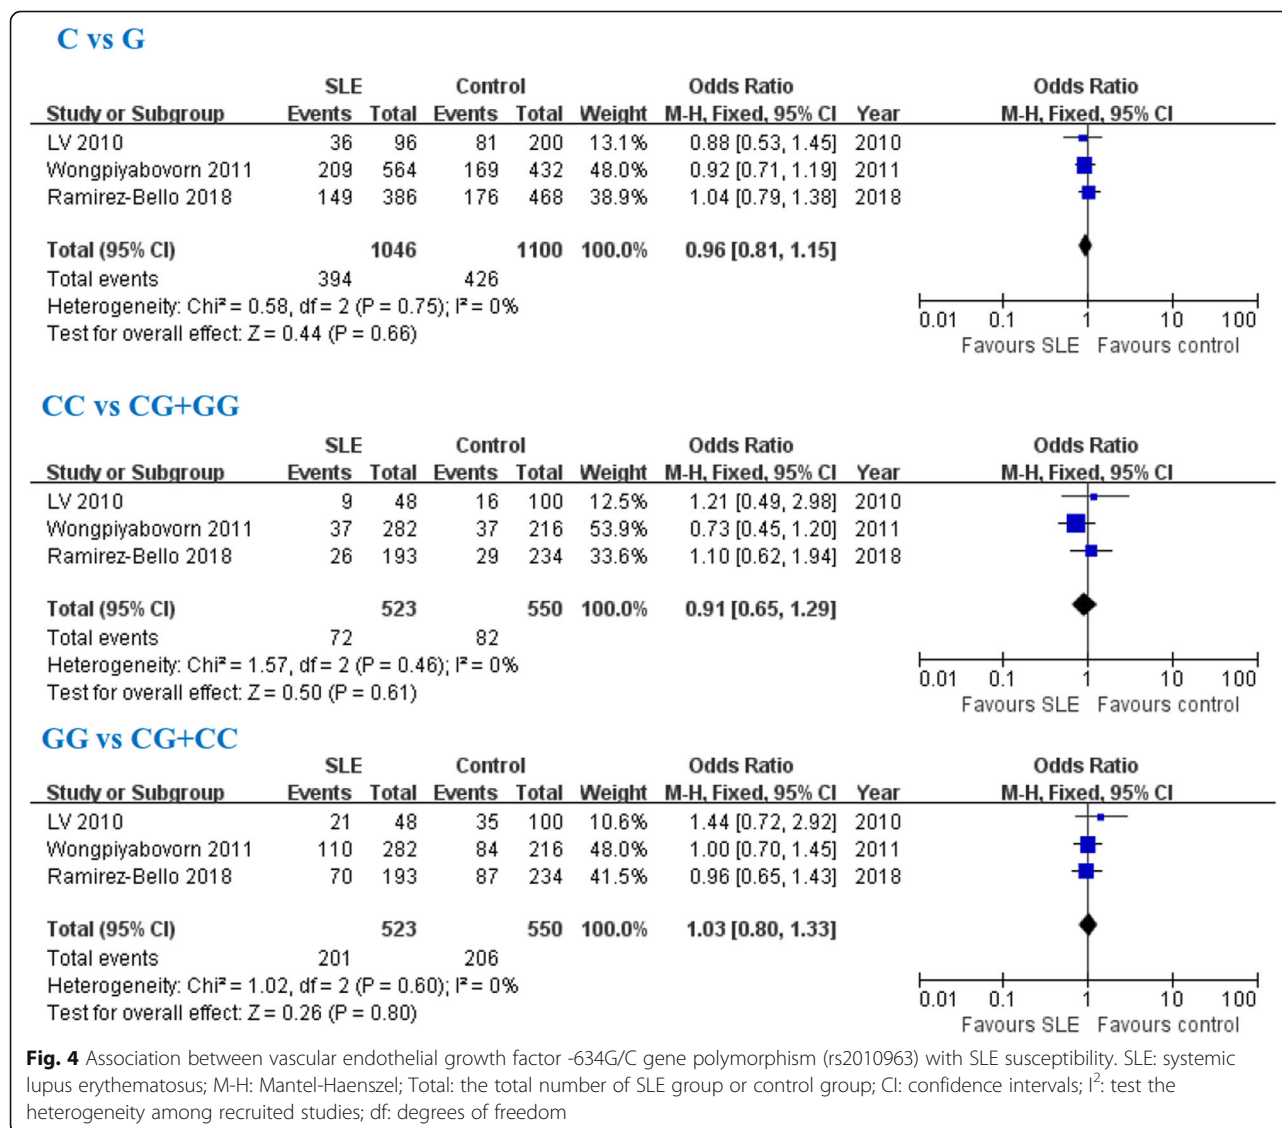 C vs G
SLE Control Odds Ratio Odds Ratio
Study or Subgroup Events Total Events Total Weight M-H, Fixed, 95% CI Year M-H, Fixed, 95% CI
LV 2010 36 96 81 200 13.1% 0.88 [0.53, 1.45] 2010
Wongpiyabovorn 2011 209 564 169 432 48.0% 0.92 [0.71, 1.19] 2011
Ramirez-Bello 2018 149 386 176 468 38.9% 1.04 [0.79, 1.38] 2018
Total (95% CI) 1046 1100 100.0% 0.96 [0.81, 1.15]
Total events 394 426
Heterogeneity: Chi² = 0.58, df = 2 (P = 0.75); I² = 0%
Test for overall effect: Z = 0.44 (P = 0.66)
0.01 0.1 1 10 100
Favours SLE Favours control
CC vs CG+GG
SLE Control Odds Ratio Odds Ratio
Study or Subgroup Events Total Events Total Weight M-H, Fixed, 95% CI Year M-H, Fixed, 95% CI
LV 2010 9 48 16 100 12.5% 1.21 [0.49, 2.98] 2010
Wongpiyabovorn 2011 37 282 37 216 53.9% 0.73 [0.45, 1.20] 2011
Ramirez-Bello 2018 26 193 29 234 33.6% 1.10 [0.62, 1.94] 2018
Total (95% CI) 523 550 100.0% 0.91 [0.65, 1.29]
Total events 72 82
Heterogeneity: Chi² = 1.57, df = 2 (P = 0.46); I² = 0%
Test for overall effect: Z = 0.50 (P = 0.61)
0.01 0.1 1 10 100
Favours SLE Favours control
GG vs CG+CC
SLE Control Odds Ratio Odds Ratio
Study or Subgroup Events Total Events Total Weight M-H, Fixed, 95% CI Year M-H, Fixed, 95% CI
LV 2010 21 48 35 100 10.6% 1.44 [0.72, 2.92] 2010
Wongpiyabovorn 2011 110 282 84 216 48.0% 1.00 [0.70, 1.45] 2011
Ramirez-Bello 2018 70 193 87 234 41.5% 0.96 [0.65, 1.43] 2018
Total (95% CI) 523 550 100.0% 1.03 [0.80, 1.33]
Total events 201 206
Heterogeneity: Chi² = 1.02, df = 2 (P = 0.60); I² = 0%
Test for overall effect: Z = 0.26 (P = 0.80)
0.01 0.1 1 10 100
Favours SLE Favours control
Fig. 4 Association between vascular endothelial growth factor -634G/C gene polymorphism (rs2010963) with SLE susceptibility. SLE: systemic
lupus erythematosus; M-H: Mantel-Haenszel; Total: the total number of SLE group or control group; CI: confidence intervals; I²: test the
heterogeneity among recruited studies; df: degrees of freedom